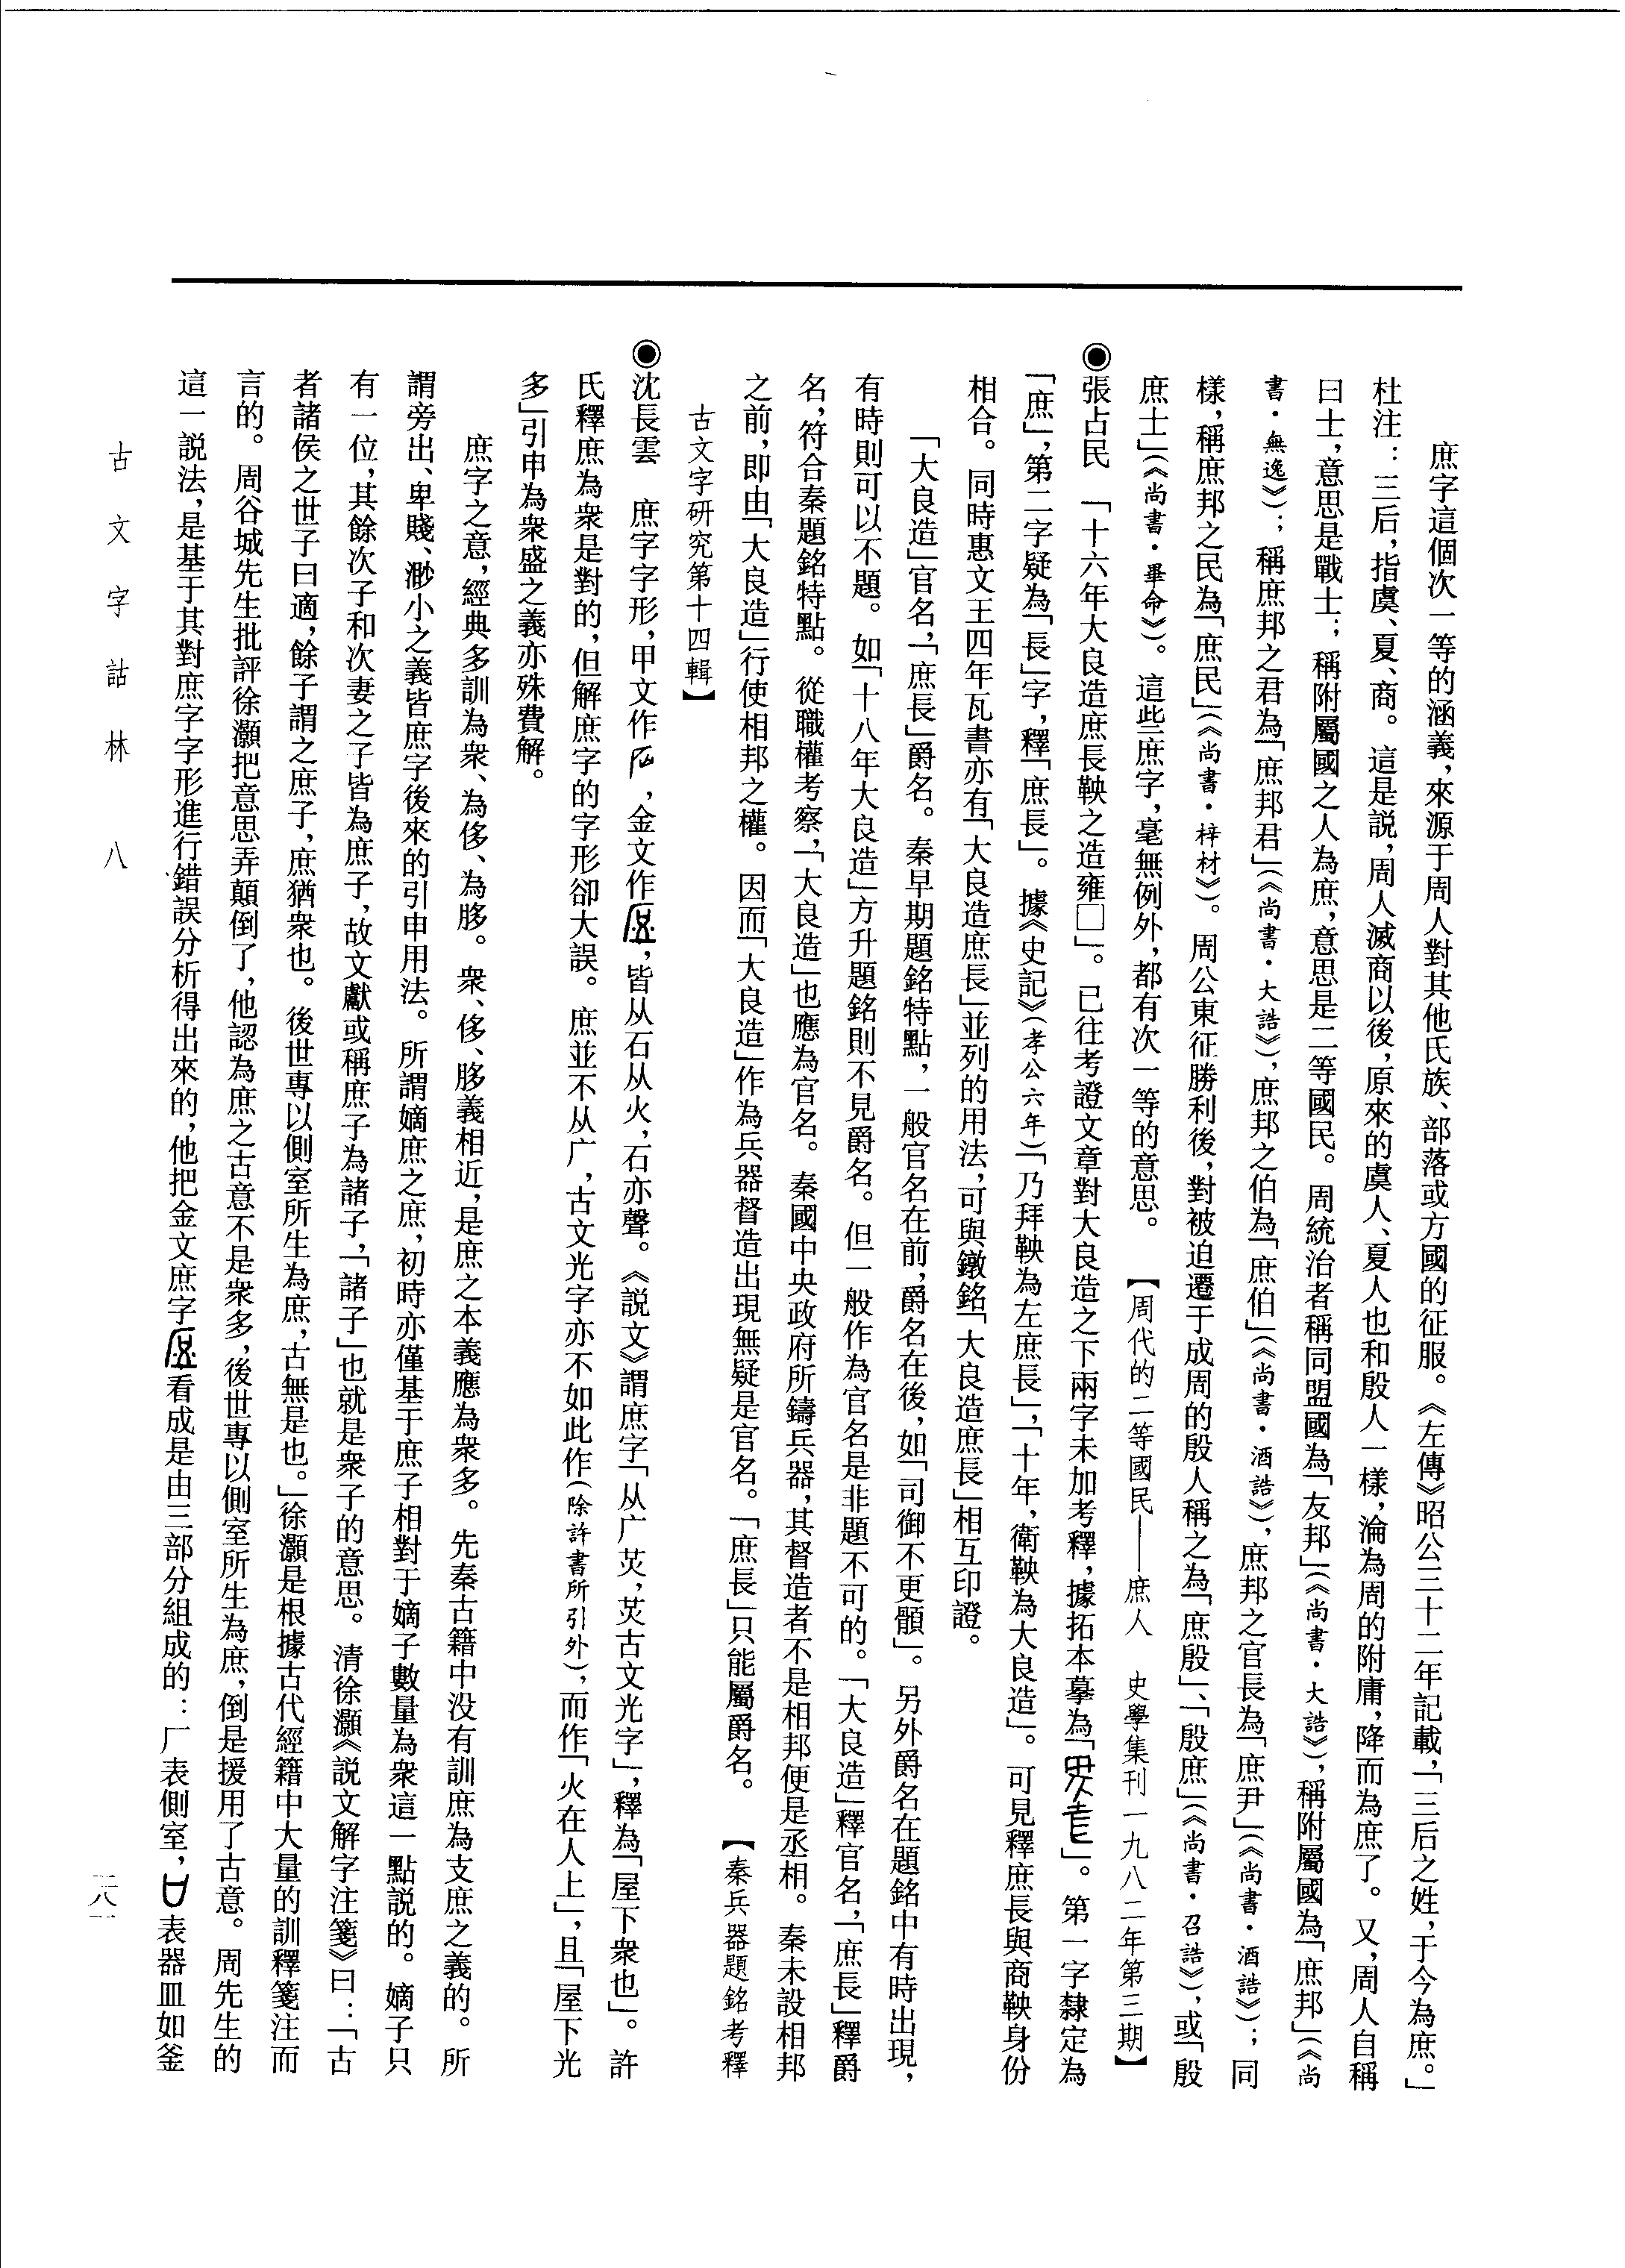 庶字這個次一等的涵義，來源于周人對其他氏族、部落或方國的征服。《左傳》昭公三十二年記載，「三后之姓，于今為庶。」
杜注：三后，指虞、夏、商。這是説，周人滅商以後，原來的虞人、夏人也和殷人一樣，淪為周的附庸，降而為庶了。又，周人自稱
曰士，意思是戰士；稱附屬國之人為庶，意思是二等國民。周統治者稱同盟國為「友邦」（《尚書·大誥》），稱附屬國為「庶邦」（《尚
書·無逸》）；稱庶邦之君為「庶邦君」（《尚書·大誥》），庶邦之伯為「庶伯」（《尚書·酒誥》），庶邦之官長為「庶尹」（《尚書·酒誥》）；同
樣，稱庶邦之民為「庶民」（《尚書·梓材》）。周公東征勝利後，對被迫遷于成周的殷人稱之為「庶殷」、「殷庶」（《尚書·召誥》），或「殷
庶士」（《尚書·畢命》）。這些庶字，毫無例外，都有次一等的意思。【周代的二等國民——庶人　史學集刊一九八二年第三期】
◉張占民　「十六年大良造庶長鞅之造雍□」。已往考證文章對大良造之下兩字未加考釋，據拓本摹為「」。第一字隸定為
「庶」，第二字疑為「長」字，釋「庶長」。據《史記》（孝公六年）「乃拜鞅為左庶長」，「十年，衛鞅為大良造」。可見釋庶長與商鞅身份
相合。同時惠文王四年瓦書亦有「大良造庶長」並列的用法，可與鐓銘「大良造庶長」相互印證。
「大良造」官名，「庶長」爵名。秦早期題銘特點，一般官名在前，爵名在後，如「司御不更顝」。另外爵名在題銘中有時出現，
有時則可以不題。如「十八年大良造」方升題銘則不見爵名。但一般作為官名是非題不可的。「大良造」釋官名，「庶長」釋爵
名，符合秦題銘特點。從職權考察，「大良造」也應為官名。秦國中央政府所鑄兵器，其督造者不是相邦便是丞相。秦未設相邦
之前，即由「大良造」行使相邦之權。因而「大良造」作為兵器督造出現無疑是官名。「庶長」只能屬爵名。【秦兵器題銘考釋
古文字研究第十四輯】
◉沈長雲　庶字字形，甲文作，金文作，皆从石从火，石亦聲。《説文》謂庶字「从广炗，炗古文光字」，釋為「屋下衆也」。許
氏釋庶為衆是對的，但解庶字的字形卻大誤。庶並不从广，古文光字亦不如此作（除許書所引外），而作「火在人上」，且「屋下光
多」引申為衆盛之義亦殊費解。
庶字之意，經典多訓為衆、為侈、為胗。衆、侈、胗義相近，是庶之本義應為衆多。先秦古籍中没有訓庶為支庶之義的。所
謂旁出、卑賤、渺小之義皆庶字後來的引申用法。所謂嫡庶之庶，初時亦僅基于庶子相對于嫡子數量為衆這一點説的。嫡子只
有一位，其餘次子和次妻之子皆為庶子，故文獻或稱庶子為諸子，「諸子」也就是衆子的意思。清徐灝《説文解字注箋》曰：「古
者諸侯之世子曰適，餘子謂之庶子，庶猶衆也。後世專以側室所生為庶，古無是也。」徐灝是根據古代經籍中大量的訓釋箋注而
言的。周谷城先生批評徐灝把意思弄顛倒了，他認為庶之古意不是衆多，後世專以側室所生為庶，倒是援用了古意。周先生的
這一説法，是基于其對庶字字形進行錯誤分析得出來的，他把金文庶字看成是由三部分組成的：厂表側室，表器皿如釜
古文字詁林　八